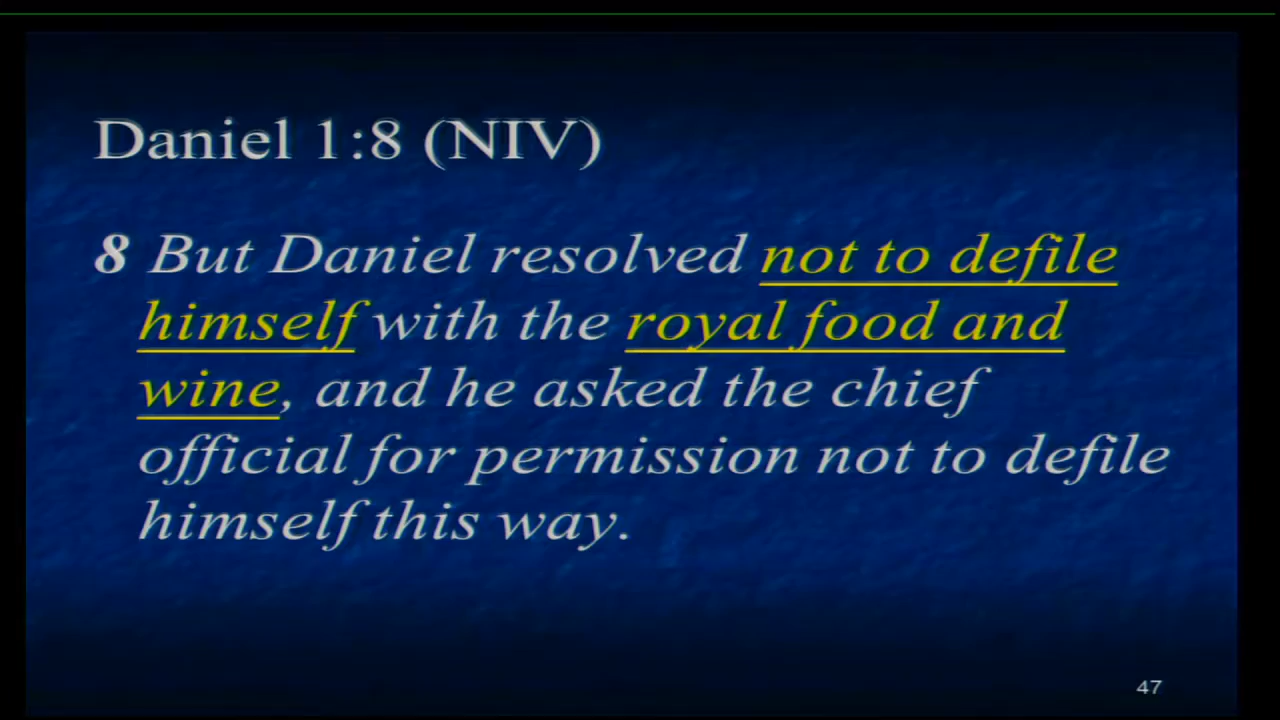 Daniel 1:8 (NIV)
8 But Daniel resolved not to defile
himself with the royal food and
wine, and he asked the chief
official for permission not to defile
himself this way.
47